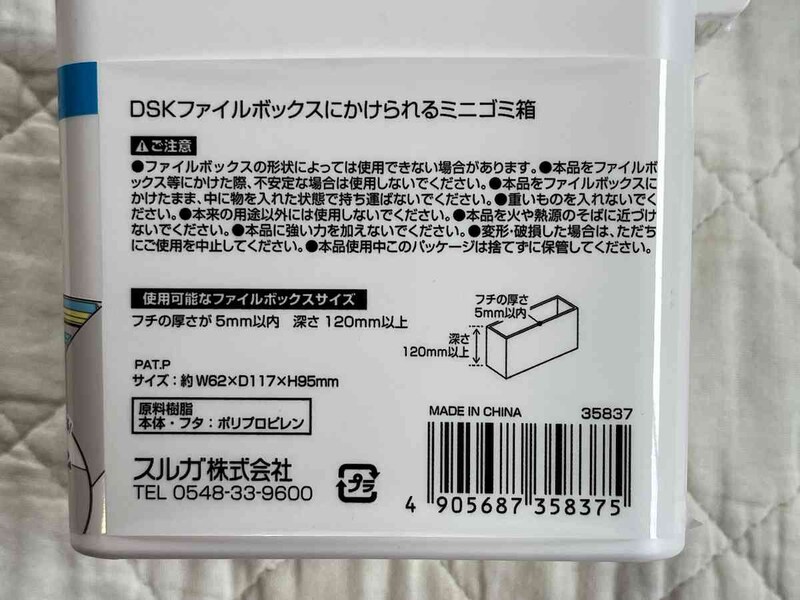 DSKファイルボックスにかけられるミニゴミ箱
⚠ご注意
●ファイルボックスの形状によっては使用できない場合があります。●本品をファイルボ
ックス等にかけた際、不安定な場合は使用しないでください。●本品をファイルボックスに
かけたまま、中に物を入れた状態で持ち運ばないでください。●重いものを入れないでく
ださい。●本来の用途以外には使用しないでください。●本品を火や熱源のそばに近づけ
ないでください。●本品に強い力を加えないでください。●変形・破損した場合は、ただち
にご使用を中止してください。●本品使用中このパッケージは捨てずに保管してください。
使用可能なファイルボックスサイズ
フチの厚さが5mm以内 深さ120mm以上
フチの厚さ
5mm以内
深さ
120mm以上
PAT.P
サイズ：約W62×D117×H95mm
原料樹脂
本体・フタ：ポリプロピレン
スルガ株式会社
TEL 0548-33-9600
プラ
MADE IN CHINA 35837
4 905687 358375